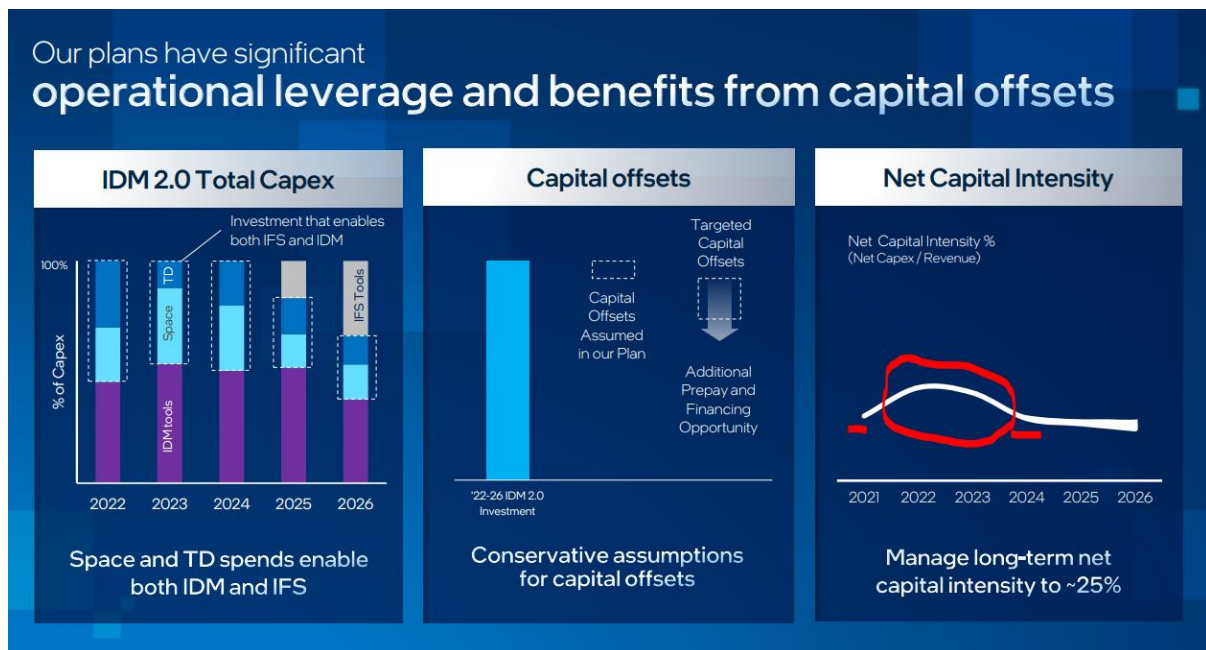 Our plans have significant
operational leverage and benefits from capital offsets
IDM 2.0 Total Capex
Investment that enables
both IFS and IDM
100%
% of Capex
TD
Space
IDM tools
IFS Tools
2022 2023 2024 2025 2026
Space and TD spends enable
both IDM and IFS
Capital offsets
'22-26 IDM 2.0
Investment
Capital
Offsets
Assumed
in our Plan
Targeted
Capital
Offsets
Additional
Prepay and
Financing
Opportunity
Conservative assumptions
for capital offsets
Net Capital Intensity
Net Capital Intensity %
(Net Capex / Revenue)
2021 2022 2023 2024 2025 2026
Manage long-term net
capital intensity to ~25%